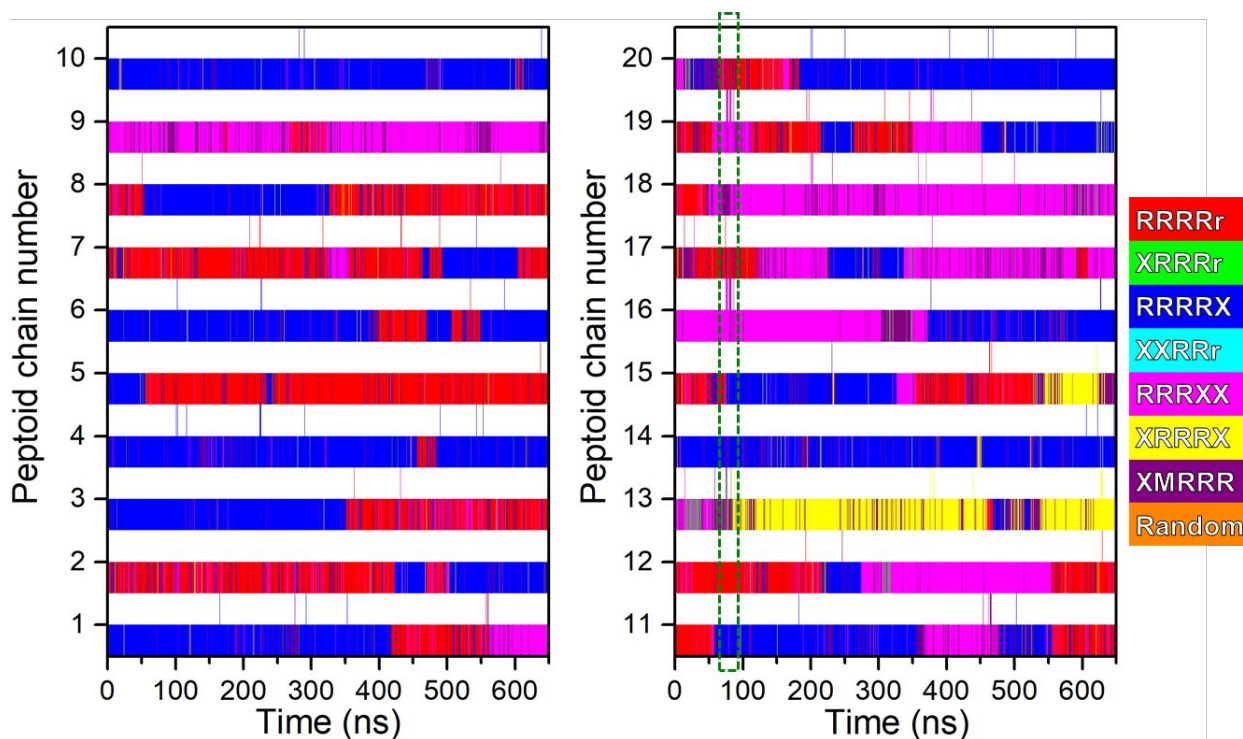 Peptoid chain number
10
9
8
7
6
5
4
3
2
1
0 100 200 300 400 500 600
Time (ns)
Peptoid chain number
20
19
18
17
16
15
14
13
12
11
0 100 200 300 400 500 600
Time (ns)
RRRRr
XRRRr
RRRRX
XXRRr
RRRXX
XRRRX
XMRRR
Random